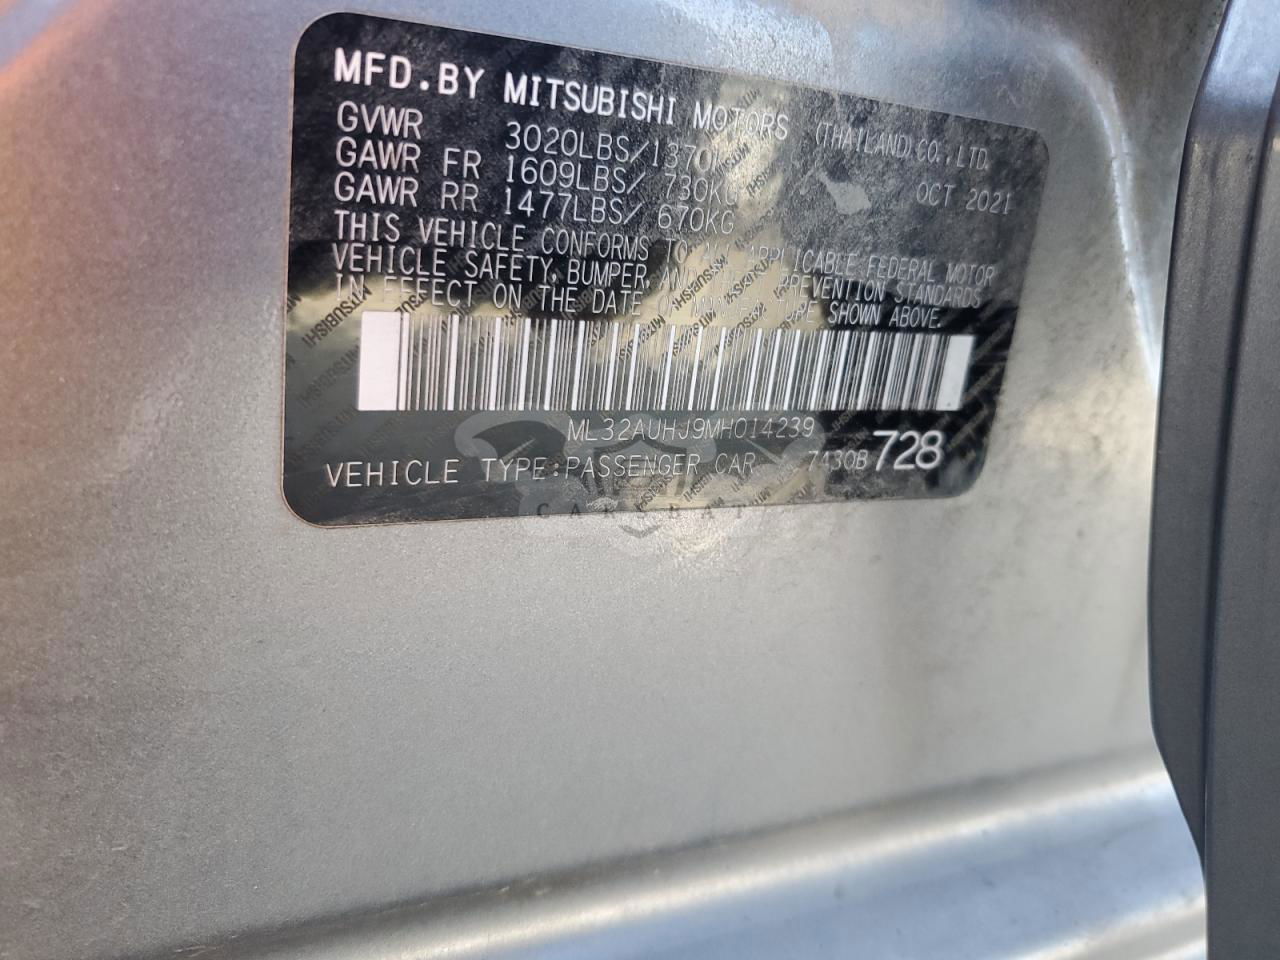 MFD.BY MITSUBISHI MOTORS (THAILAND)CO.,LTD.
GVWR 3020LBS/1370KG OCT 2021
GAWR FR 1609LBS/ 730KG
GAWR RR 1477LBS/ 670KG
THIS VEHICLE CONFORMS TO ALL APPLICABLE FEDERAL MOTOR
VEHICLE SAFETY, BUMPER, AND THEFT PREVENTION STANDARDS
IN EFFECT ON THE DATE OF MANUFACTURE SHOWN ABOVE.
ML32AUHJ9MH014239
VEHICLE TYPE:PASSENGER CAR 7430B 728